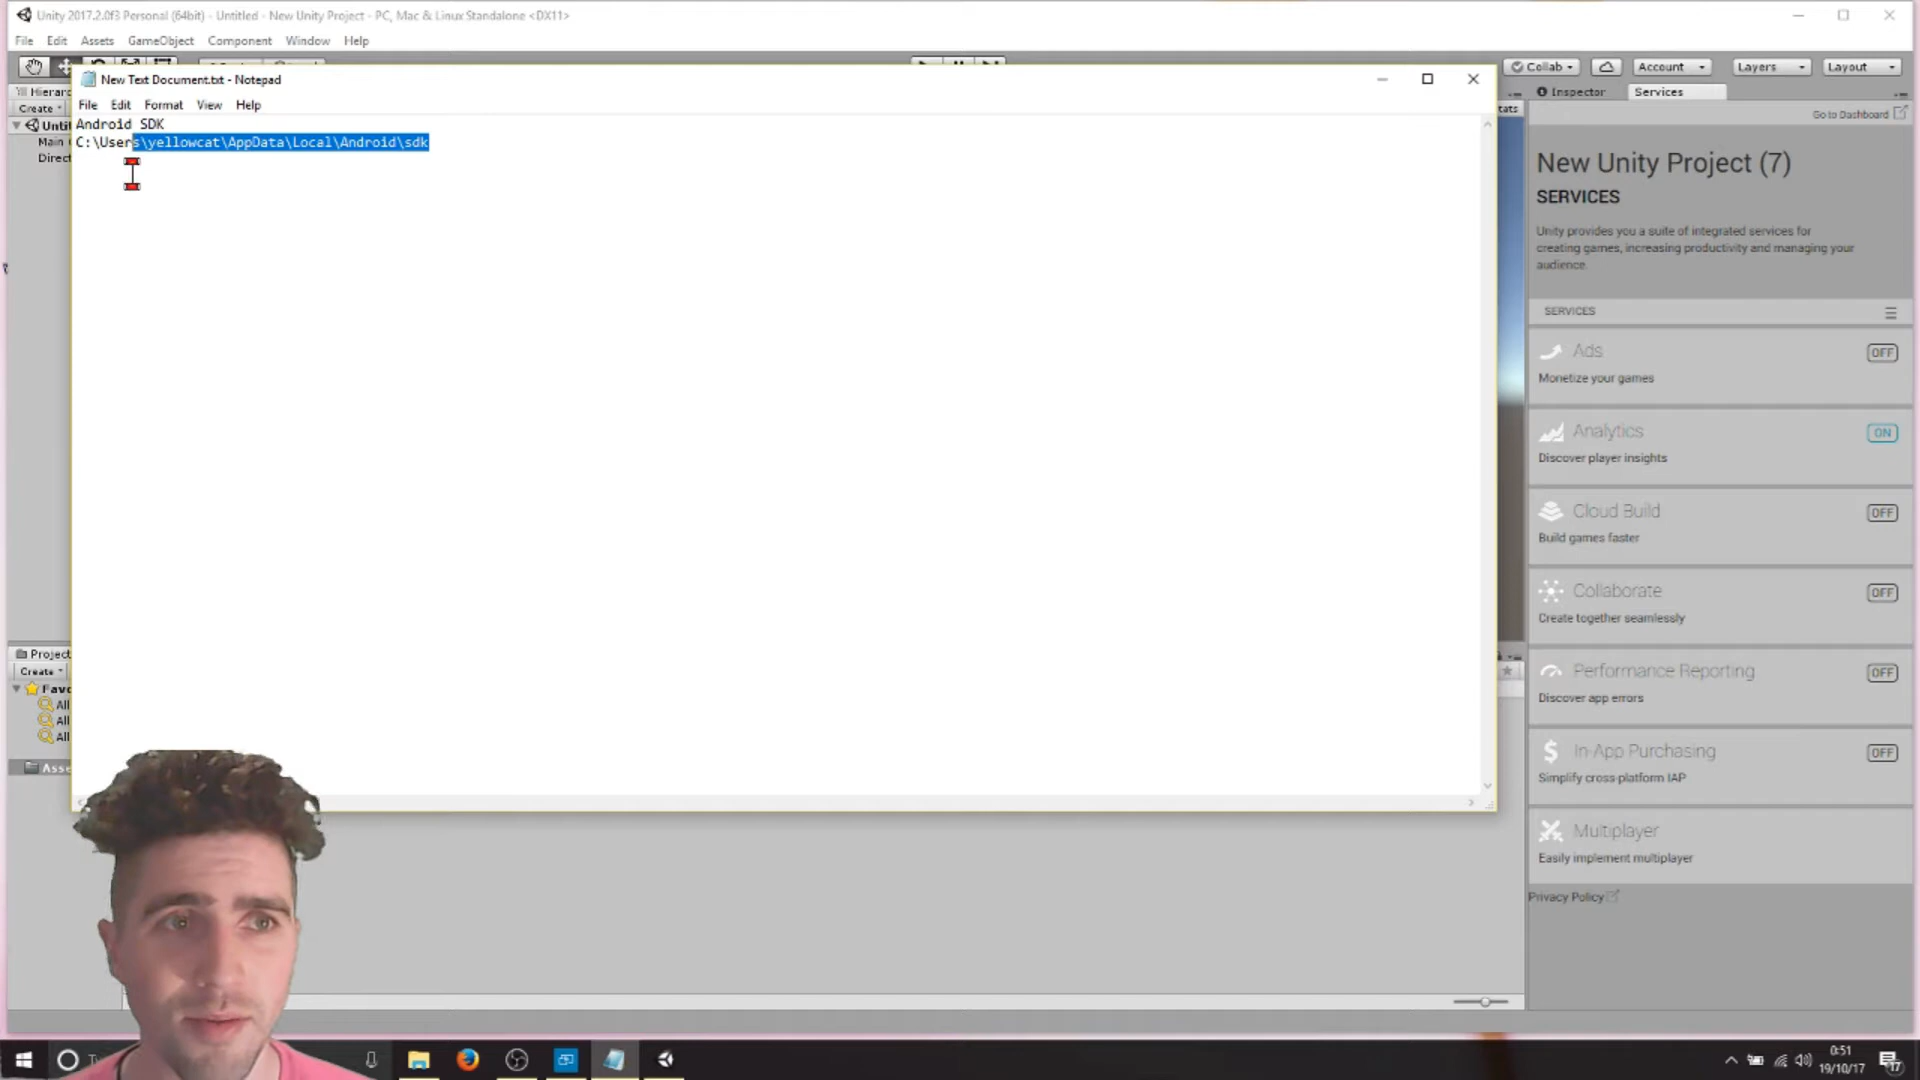 Unity 2017.2.0f3 Personal (64bit) - Untitled - New Unity Project - PC, Mac & Linux Standalone <DX11>
File Edit Assets GameObject Component Window Help
Collab Account Layers Layout
New Text Document.txt - Notepad
File Edit Format View Help
Android SDK
C:\Users\yellowcat\AppData\Local\Android\sdk
Create
Main
Project
Create
All
All
All
Inspector Services
Go to Dashboard
New Unity Project (7)
SERVICES
Unity provides you a suite of integrated services for
creating games, increasing productivity and managing your
audience.
SERVICES
Ads OFF
Monetize your games
Analytics ON
Discover player insights
Cloud Build OFF
Build games faster
Collaborate OFF
Create together seamlessly
Performance Reporting OFF
Discover app errors
In-App Purchasing OFF
Simplify cross-platform IAP
Multiplayer
Easily implement multiplayer
Privacy Policy
0:51
19/10/17
17